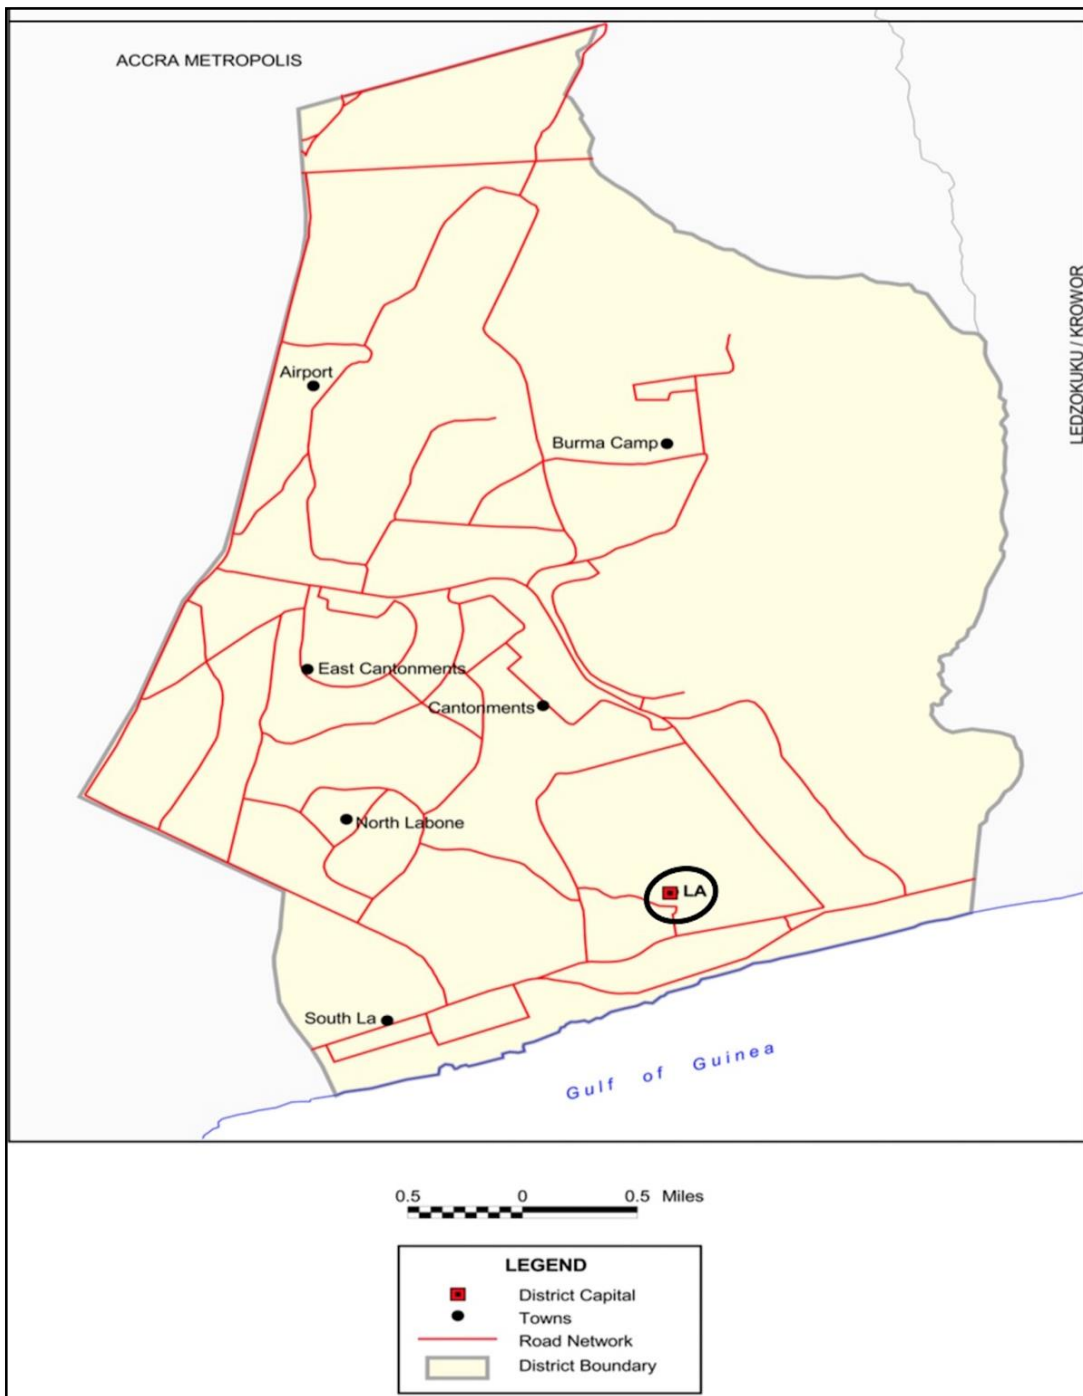 ACCRA METROPOLIS
LEDZOKUKU / KROWOR
Airport
Burma Camp
East Cantonments
Cantonments
North Labone
LA
South La
Gulf of Guinea
0.5 0 0.5 Miles
LEGEND
District Capital
Towns
Road Network
District Boundary